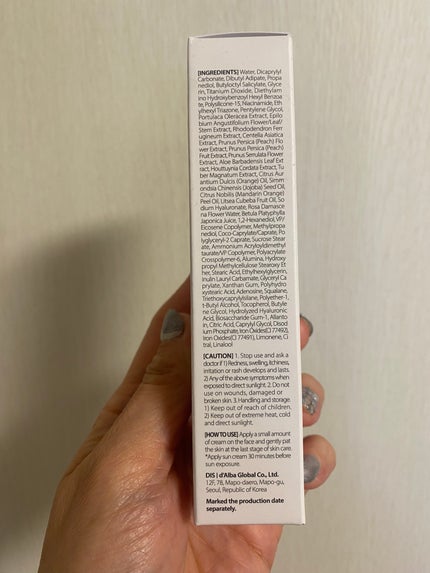 [INGREDIENTS] Water, Dicaprylyl
Carbonate, Dibutyl Adipate, Prop
nediol, Butyloctyl Salicylate, Glyce
rin, Titanium Dioxide, Diethylam
ino Hydroxybenzoyl Hexyl Benzoa
te, Polysilicone-15, Niacinamide, Eth
ylhexyl Triazone, Pentylene Glycol,
Portulaca Oleracea Extract, Epilo
bium Angustifolium Flower/Leaf/
Stem Extract, Rhododendron Ferr
ugineum Extract, Centella Asiatica
Extract, Prunus Persica (Peach) Flo
wer Extract, Prunus Persica (Peach)
Fruit Extract, Prunus Serrulata Flower
Extract, Aloe Barbadensis Leaf Ext
ract, Houttuynia Cordata Extract, Tu
ber Magnatum Extract, Citrus Aur
antium Dulcis (Orange) Oil, Simm
ondsia Chinensis (Jojoba) Seed Oil,
Citrus Nobilis (Mandarin Orange)
Peel Oil, Litsea Cubeba Fruit Oil, So
dium Hyaluronate, Rosa Damasce
na Flower Water, Betula Platyphylla
Japonica Juice, 1,2-Hexanediol, VP/
Eicosene Copolymer, Methylprop
anediol, Coco-Caprylate/Caprate, Po
lyglyceryl-2 Caprate, Sucrose Stear
ate, Ammonium Acryloyldimethyl
taurate/VP Copolymer, Polyacrylate
Crosspolymer-6, Alumina, Hydroxy
propyl Methylcellulose Stearoxy Et
her, Stearic Acid, Ethylhexylglycerin,
Inulin Lauryl Carbamate, Glyceryl Ca
prylate, Xanthan Gum, Polyhydro
xystearic Acid, Adenosine, Squalane,
Triethoxycaprylylsilane, Polyether-1,
t-Butyl Alcohol, Tocopherol, Butyle
ne Glycol, Hydrolyzed Hyaluronic
Acid, Biosaccharide Gum-1, Allanto
in, Citric Acid, Caprylyl Glycol, Disod
ium Phosphate, Iron Oxides(□ 77492),
Iron Oxides(□ 77491), Limonene, Ci
tral, Linalool
[CAUTION] 1. Stop use and ask a
doctor if 1) Redness, swelling, itchiness,
irritation or rash develops and lasts.
2) Any of the above symptoms when
exposed to direct sunlight. 2. Do not
use on wounds, damaged or
broken skin. 3. Handling and storage.
1) Keep out of reach of children.
2) Keep out of extreme heat, cold
and direct sunlight.
[HOW TO USE] Apply a small amount
of cream on the face and gently pat
the skin at the last stage of skin care.
*Apply sun cream 30 minutes before
sun exposure.
DIS | d'Alba Global Co., Ltd.
12F, 78, Mapo-daero, Mapo-gu,
Seoul, Republic of Korea
Marked the production date
separately.